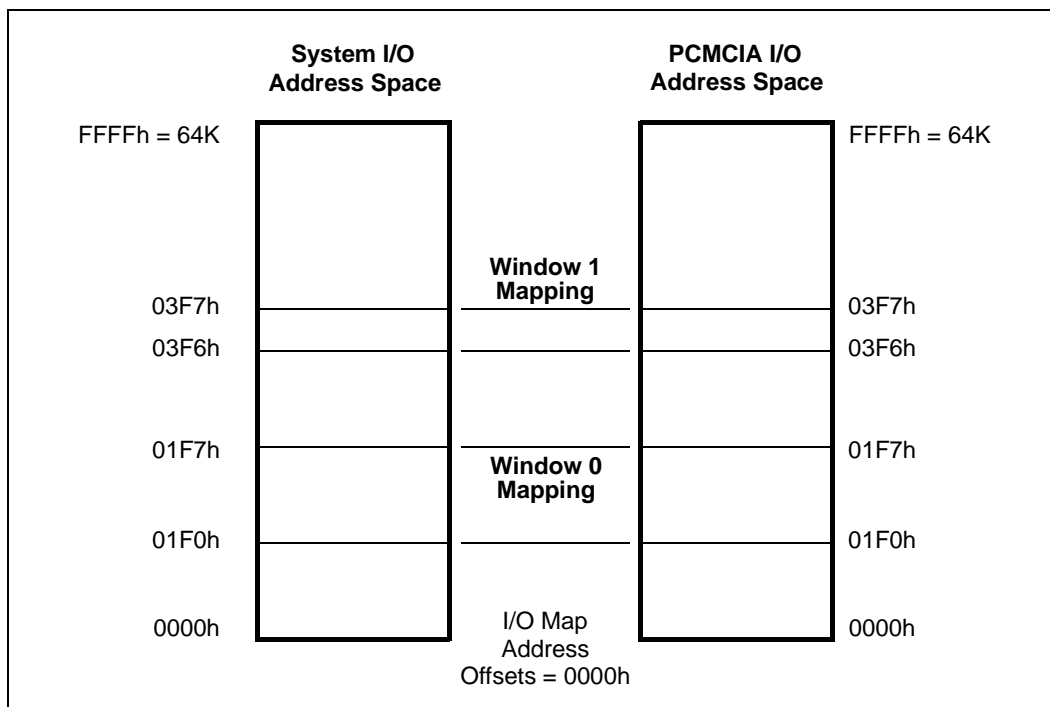 System I/O
Address Space
PCMCIA I/O
Address Space
FFFFh = 64K
FFFFh = 64K
Window 1
Mapping
03F7h
03F7h
03F6h
03F6h
01F7h
01F7h
Window 0
Mapping
01F0h
01F0h
0000h
I/O Map
Address
Offsets = 0000h
0000h